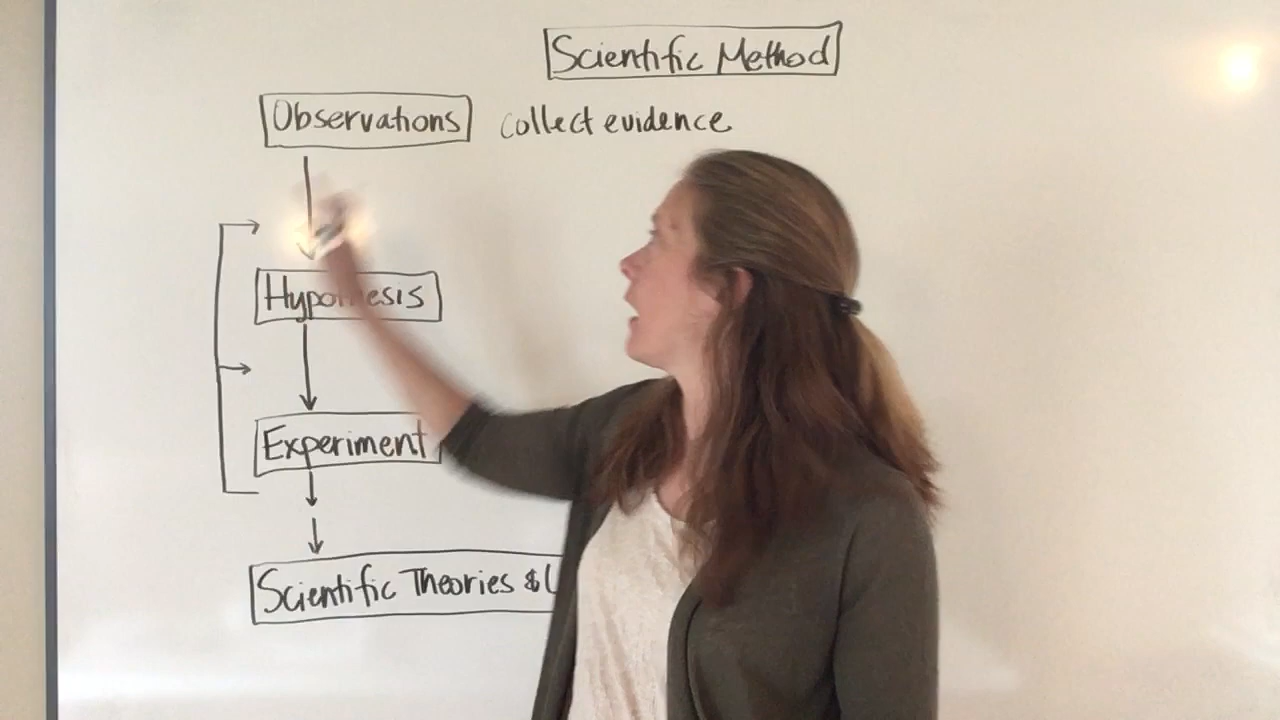 Scientific Method
Observations collect evidence
Hypothesis
Experiment
Scientific Theories &